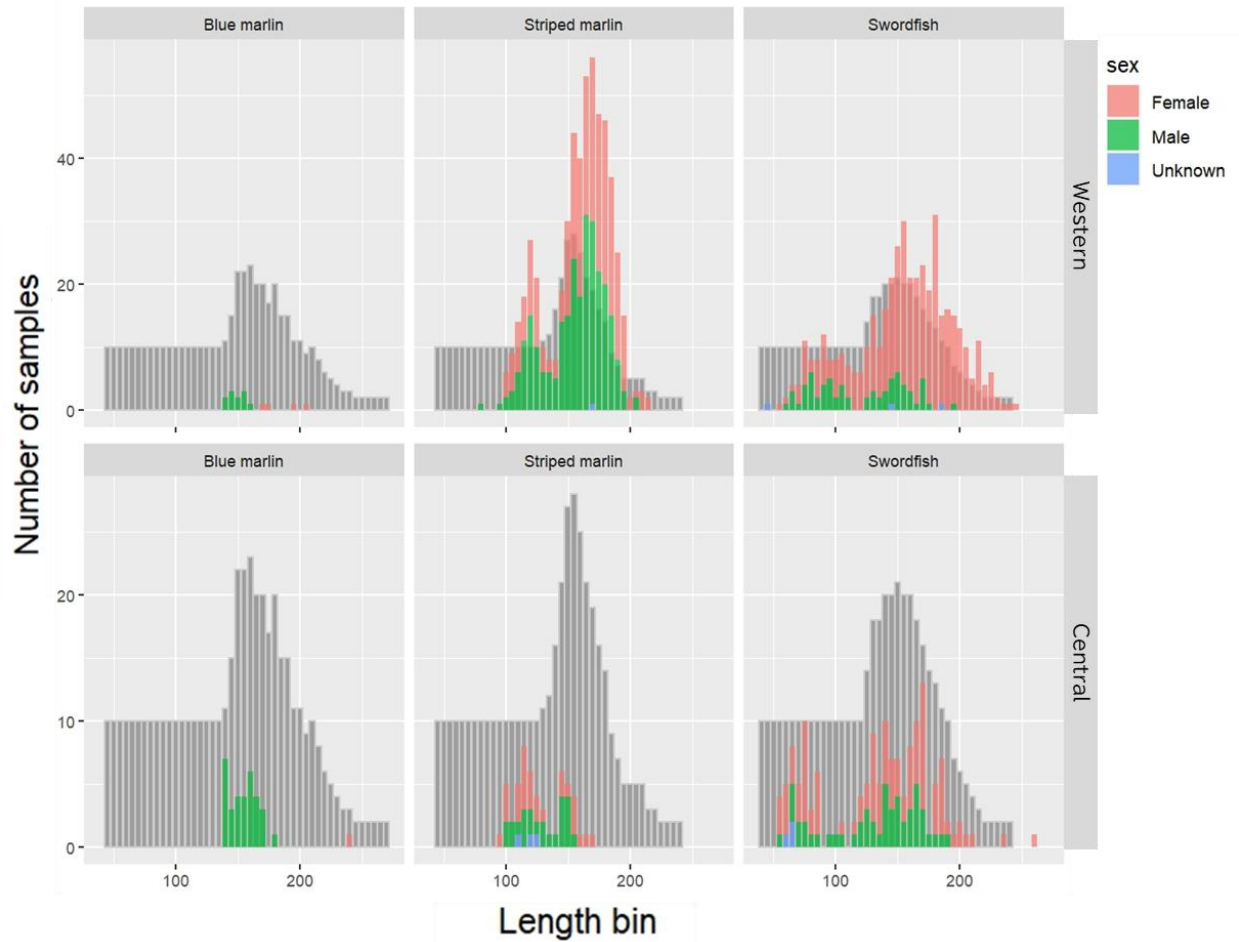 Blue marlin
Striped marlin
Swordfish
sex
Female
Male
Unknown
40
20
0
Western
Number of samples
Blue marlin
Striped marlin
Swordfish
20
10
0
Central
100
200
100
200
100
200
Length bin